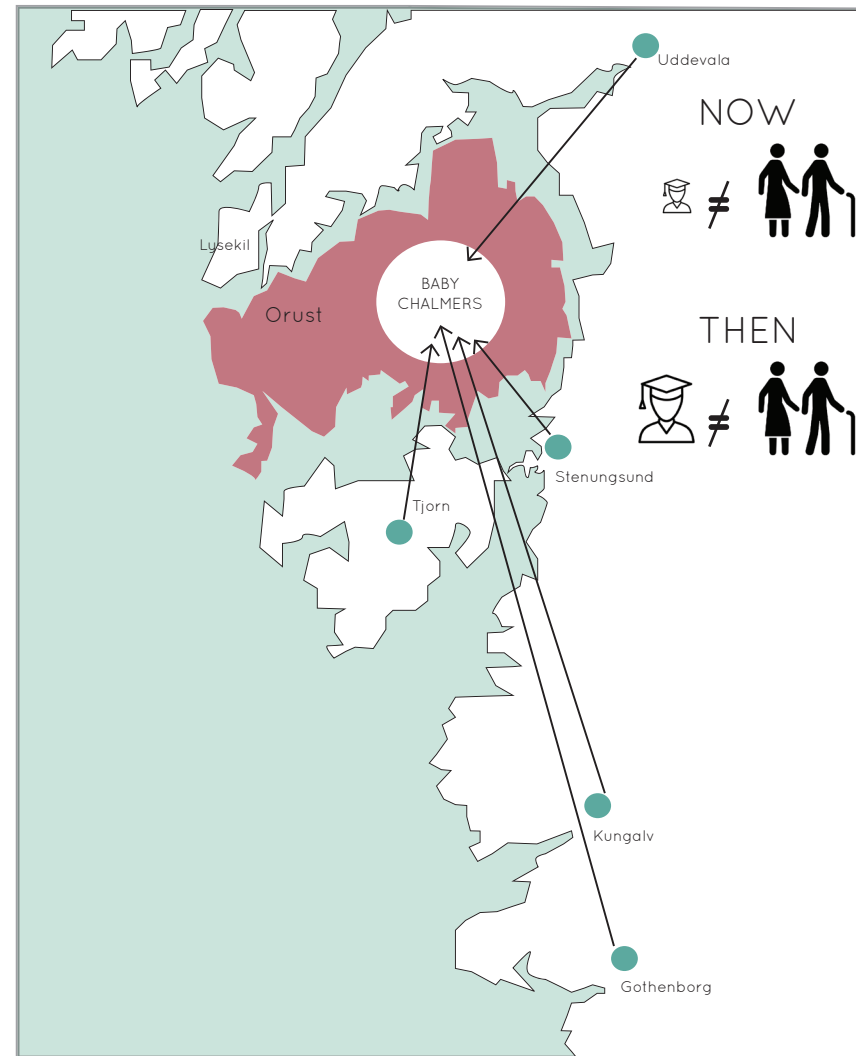 Uddevala
NOW
≠
Lysekil
BABY
CHALMERS
Orust
THEN
≠
Stenungsund
Tjorn
Kungalv
Gothenborg